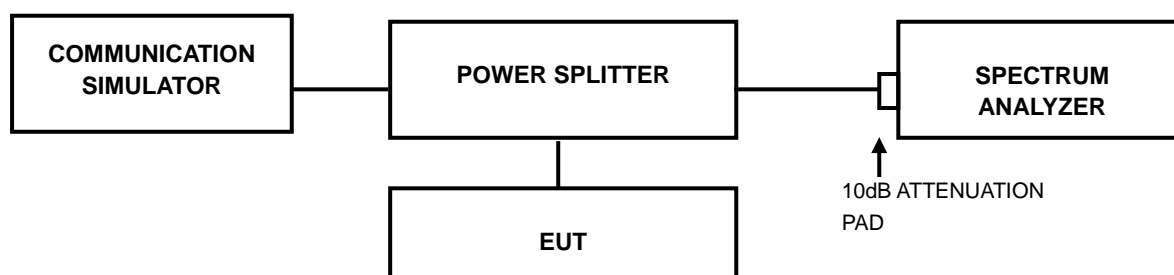 COMMUNICATION
SIMULATOR
POWER SPLITTER
SPECTRUM
ANALYZER
10dB ATTENUATION
PAD
EUT